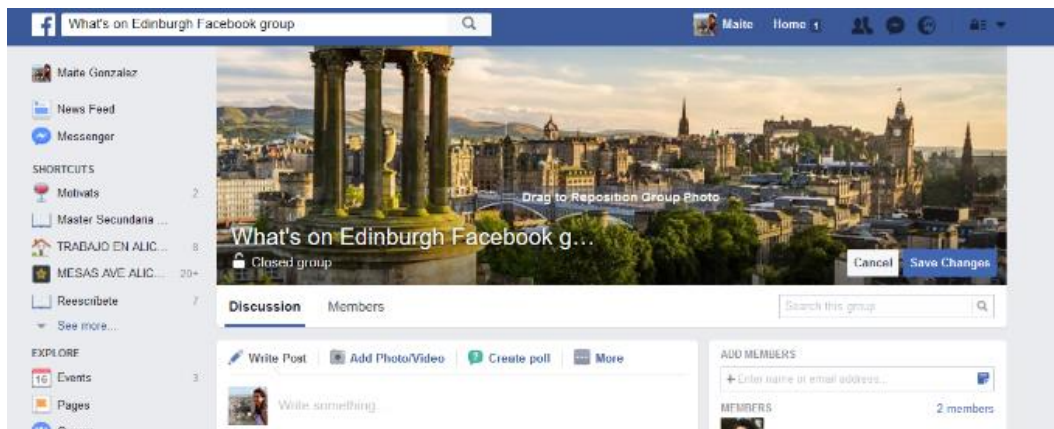 f What's on Edinburgh Facebook group
Maite Home 1
Maite Gonzalez
News Feed
Messenger
SHORTCUTS
Motivats 2
Master Secundaria ...
TRABAJO EN ALIC... 8
MESAS AVE ALIC... 20+
Reescríbete 7
See more...
EXPLORE
16 Events 3
Pages
Drag to Reposition Group Photo
What's on Edinburgh Facebook g...
Closed group
Cancel Save Changes
Discussion Members Search this group
Write Post Add Photo/Video Create poll More
Write something...
ADD MEMBERS
+ Enter name or email address...
MEMBERS 2 members